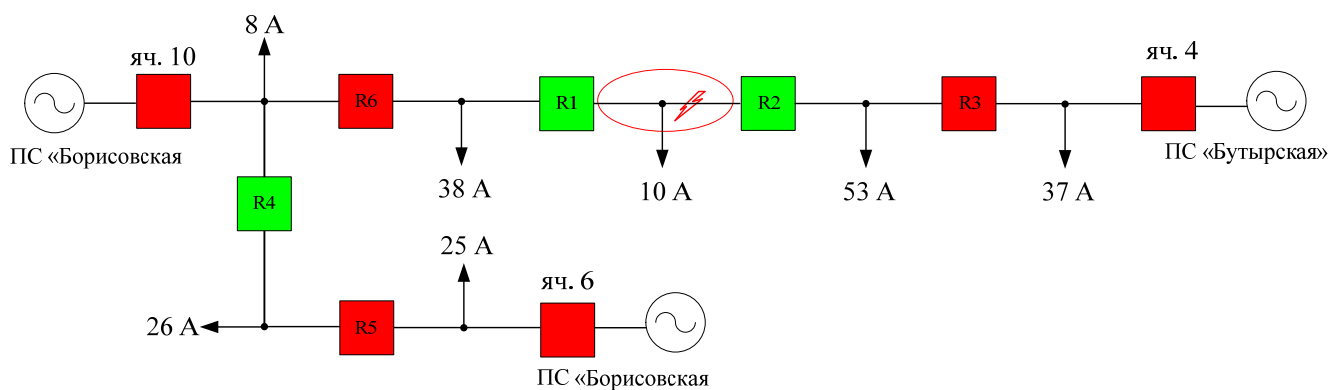 8 А
яч. 10
яч. 4
R6
R1
R2
R3
ПС «Борисовская
ПС «Бутырская»
38 А
10 А
53 А
37 А
R4
25 А
яч. 6
26 А
R5
ПС «Борисовская